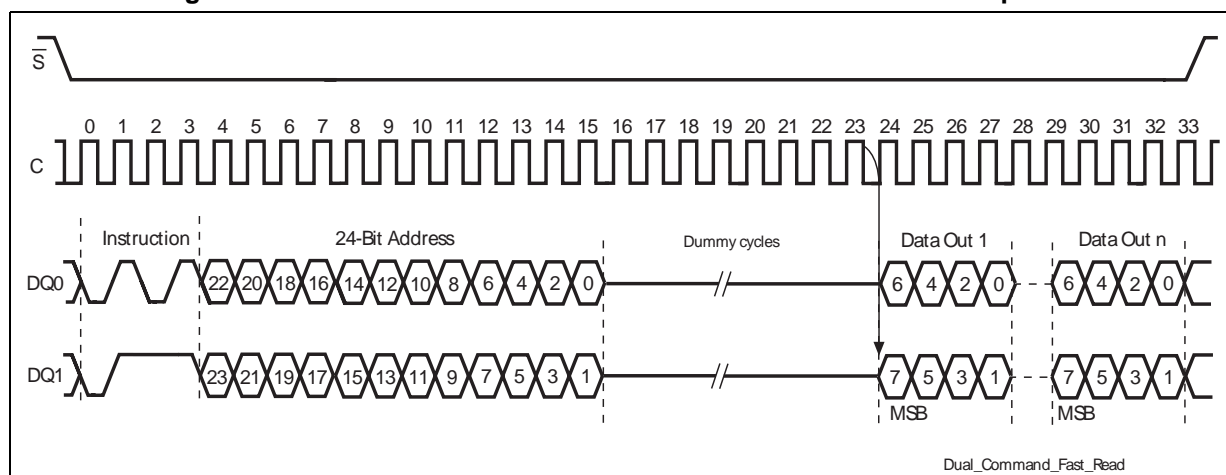 S
0 1 2 3 4 5 6 7 8 9 10 11 12 13 14 15 16 17 18 19 20 21 22 23 24 25 26 27 28 29 30 31 32 33
C
Instruction 24-Bit Address Dummy cycles Data Out 1 Data Out n
DQ0 22 20 18 16 14 12 10 8 6 4 2 0 6 4 2 0 6 4 2 0
DQ1 23 21 19 17 15 13 11 9 7 5 3 1 7 5 3 1 7 5 3 1
MSB MSB
Dual_Command_Fast_Read